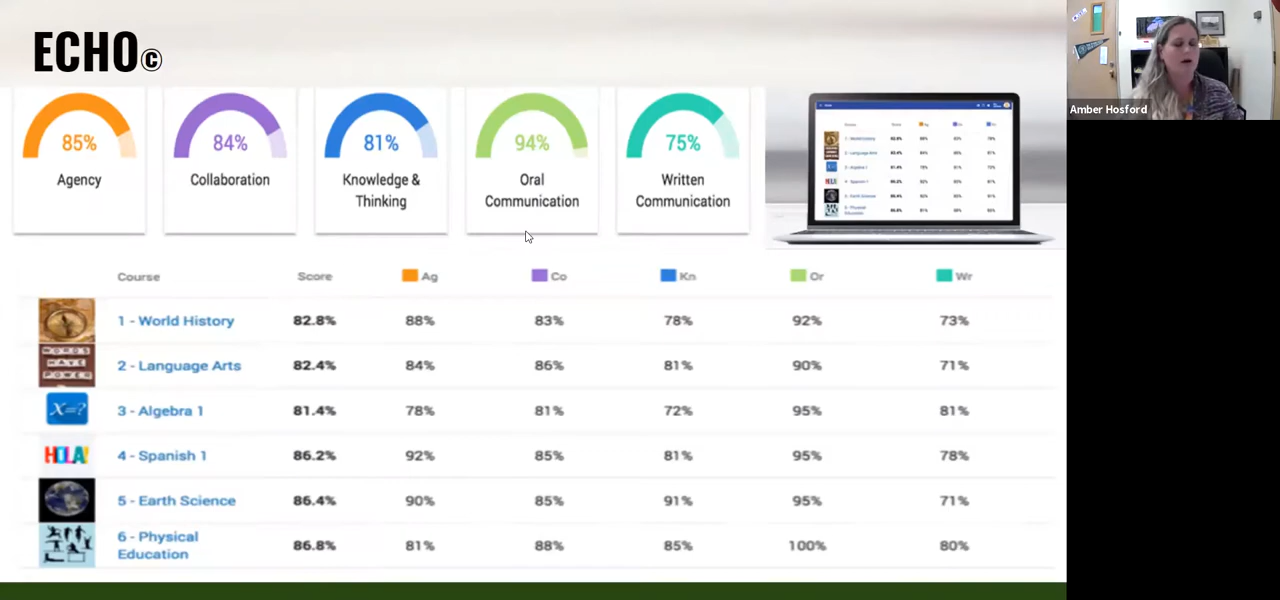 ECHO©
85%
Agency
84%
Collaboration
81%
Knowledge &
Thinking
94%
Oral
Communication
75%
Written
Communication
Amber Hosford
Course Score Ag Co Kn Or Wr
1 - World History 82.8% 88% 83% 78% 92% 73%
WORDS
HAVE
POWER
2 - Language Arts 82.4% 84% 86% 81% 90% 71%
X=?
3 - Algebra 1 81.4% 78% 81% 72% 95% 81%
HOLA!
4 - Spanish 1 86.2% 92% 85% 81% 95% 78%
5 - Earth Science 86.4% 90% 85% 91% 95% 71%
6 - Physical
Education 86.8% 81% 88% 85% 100% 80%